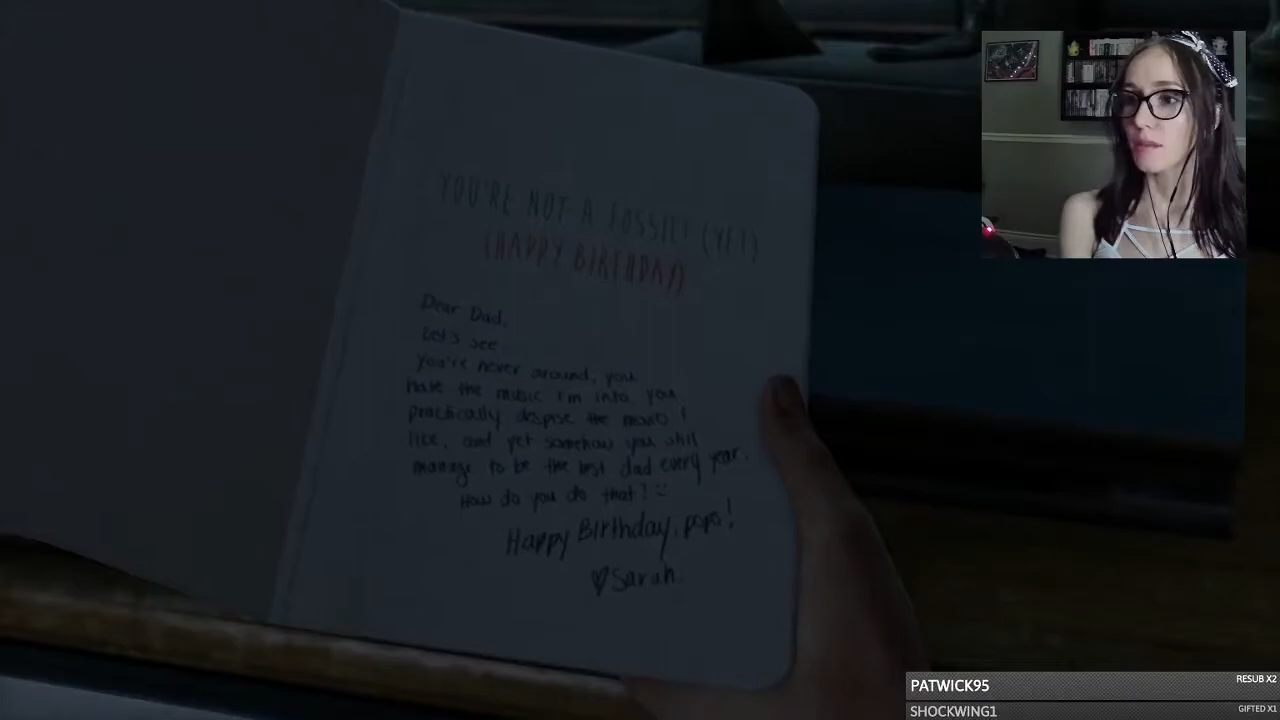 YOU'RE NOT A FOSSIL! (YET)
(HAPPY BIRTHDAY)
Dear Dad,
Let's see
You're never around, you
hate the music I'm into, you
practically despise the movies I
like, and yet somehow you still
manage to be the best dad every year.
How do you do that? :)
Happy Birthday, pops!
♡Sarah.
PATWICK95
RESUB X2
SHOCKWING1
GIFTED X1